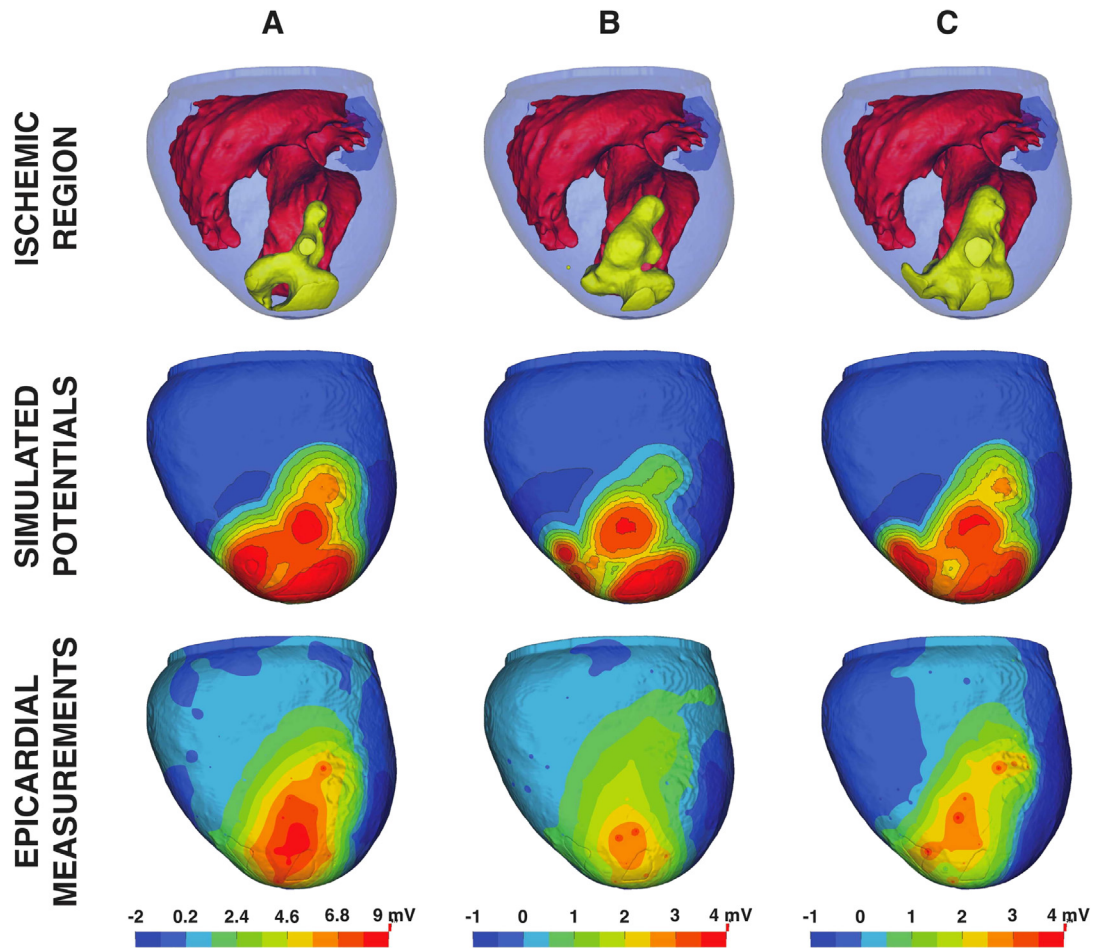 A B C
ISCHEMIC
REGION
SIMULATED
POTENTIALS
EPICARDIAL
MEASUREMENTS
-2 0.2 2.4 4.6 6.8 9 mV
-1 0 1 2 3 4 mV
-1 0 1 2 3 4 mV